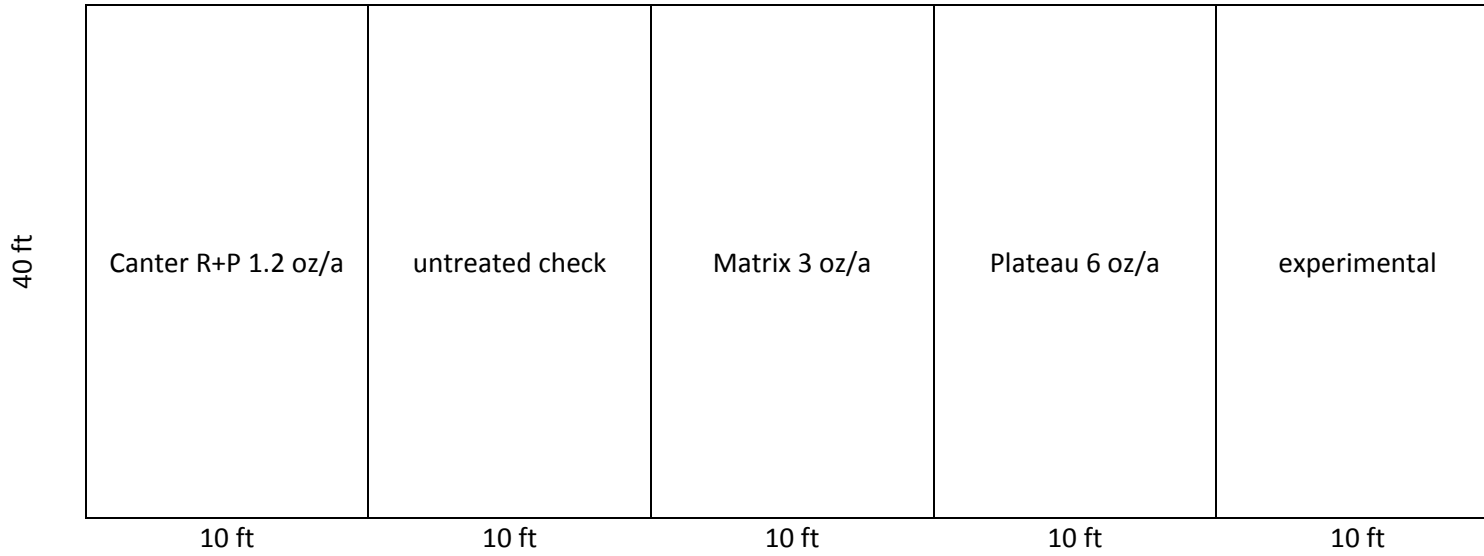 40 ft
Canter R+P 1.2 oz/a
untreated check
Matrix 3 oz/a
Plateau 6 oz/a
experimental
10 ft
10 ft
10 ft
10 ft
10 ft